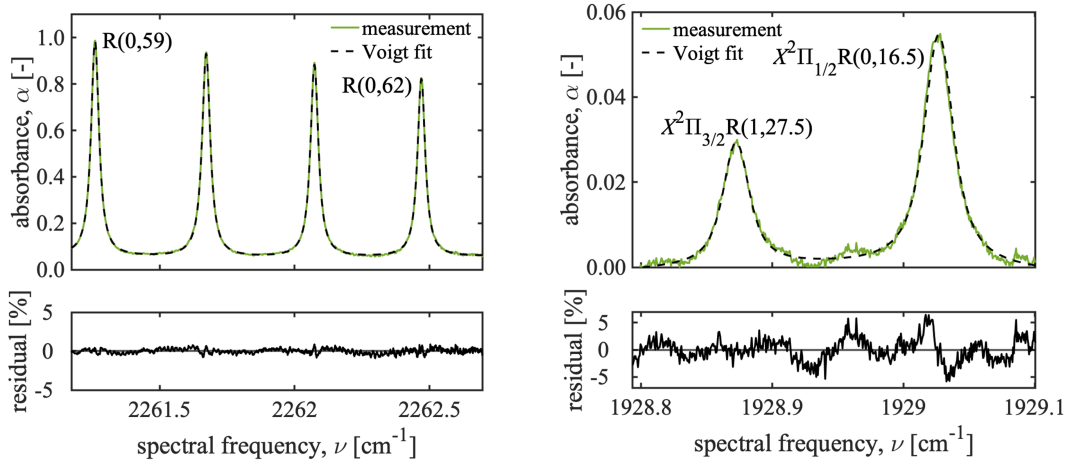 measurement
Voigt fit
R(0,59)
R(0,62)
absorbance, α [-]
1.0
0.8
0.6
0.4
0.2
0.0
residual [%]
5
0
-5
2261.5
2262
2262.5
spectral frequency, ν [cm⁻¹]
measurement
Voigt fit
X²Π₁/₂R(0,16.5)
X²Π₃/₂R(1,27.5)
absorbance, α [-]
0.06
0.04
0.02
0.00
residual [%]
5
0
-5
1928.8
1928.9
1929
1929.1
spectral frequency, ν [cm⁻¹]